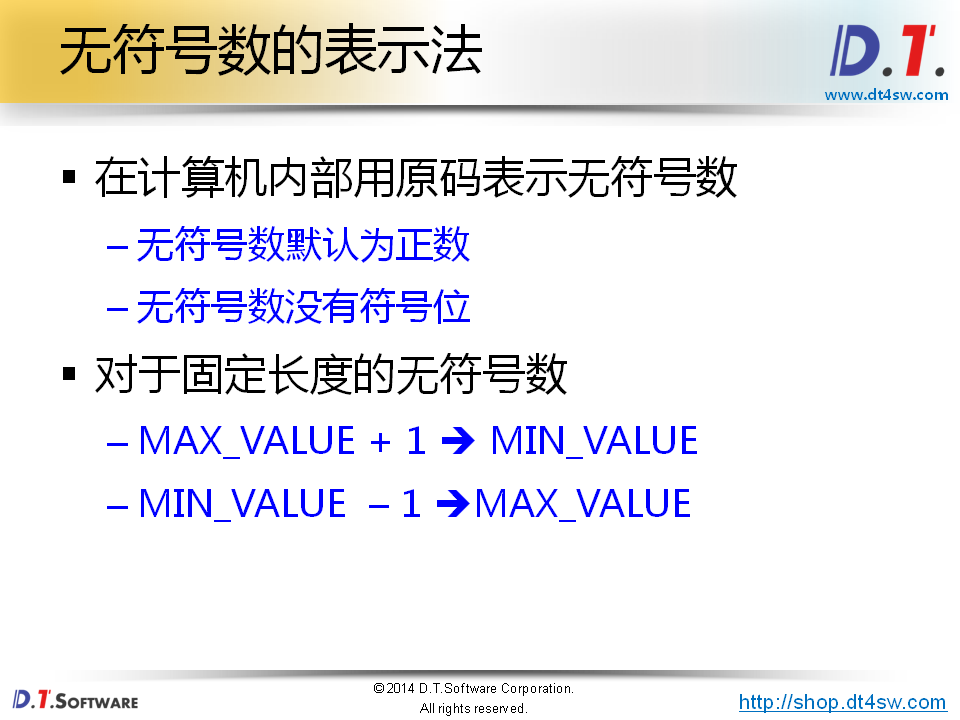 无符号数的表示法
D.T.
www.dt4sw.com
▪ 在计算机内部用原码表示无符号数
– 无符号数默认为正数
– 无符号数没有符号位
▪ 对于固定长度的无符号数
– MAX_VALUE + 1 ➔ MIN_VALUE
– MIN_VALUE – 1 ➔MAX_VALUE
D.T.SOFTWARE
©2014 D.T.Software Corporation.
All rights reserved.
http://shop.dt4sw.com